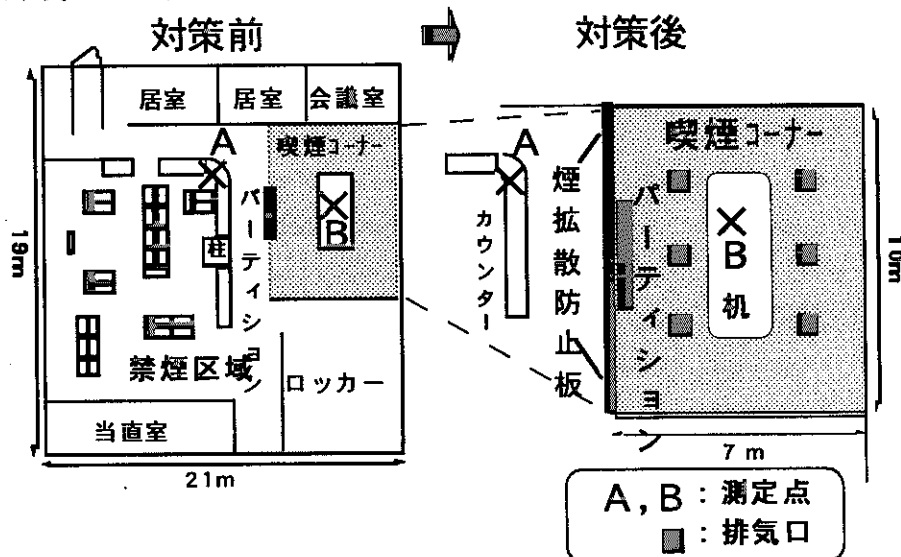 対策前
対策後
居室
居室
会議室
A
喫煙コーナー
B
柱
パーティション
禁煙区域
ロッカー
当直室
19m
21m
A
カウンター
煙拡散防止板
喫煙コーナー
パーティション
B
机
10m
7 m
A , B : 測定点
: 排気口